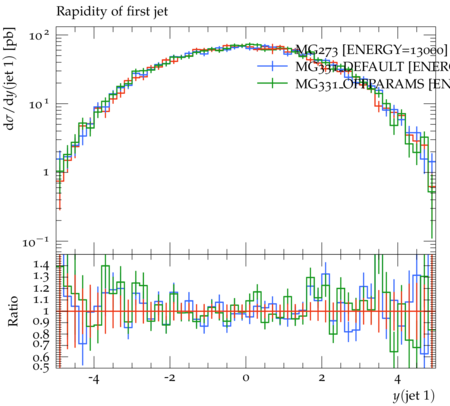 Rapidity of first jet
dσ/dy(jet 1) [pb]
10²
10¹
1
10⁻¹
MG273 [ENERGY=13000]
DEFAULT
MG331_OFFPARAMS
Ratio
1.4
1.3
1.2
1.1
1
0.9
0.8
0.7
0.6
0.5
-4 -2 0 2 4
y(jet 1)